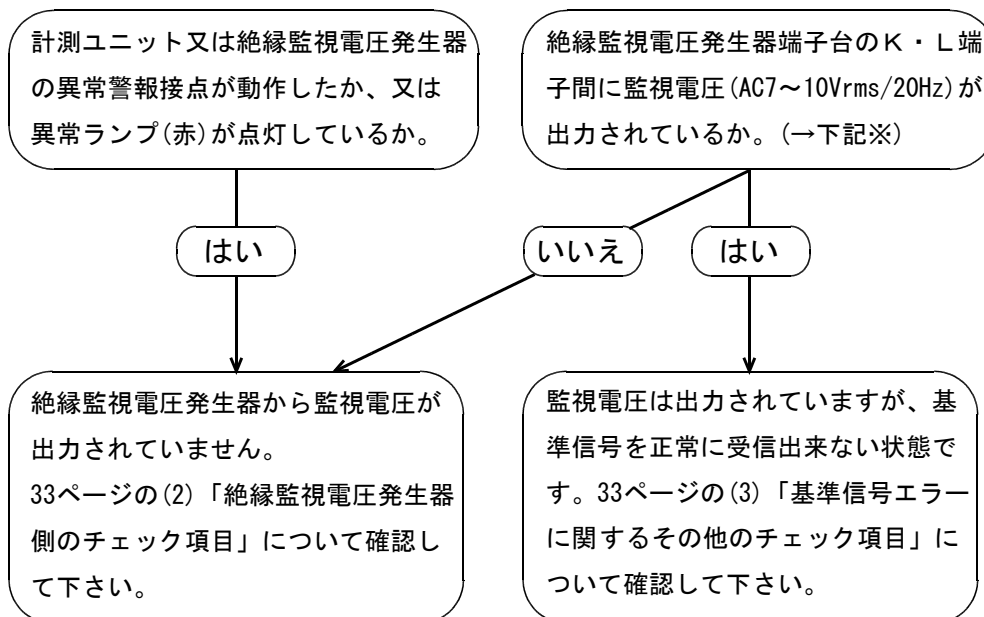 計測ユニット又は絶縁監視電圧発生器
の異常警報接点が動作したか、又は
異常ランプ(赤)が点灯しているか。
絶縁監視電圧発生器端子台のK・L端
子間に監視電圧(AC7～10Vrms/20Hz)が
出力されているか。(→下記※)
はい
いいえ
はい
絶縁監視電圧発生器から監視電圧が
出力されていません。
33ページの(2)「絶縁監視電圧発生器
側のチェック項目」について確認し
て下さい。
監視電圧は出力されていますが、基
準信号を正常に受信出来ない状態で
す。33ページの(3)「基準信号エラー
に関するその他のチェック項目」に
ついて確認して下さい。